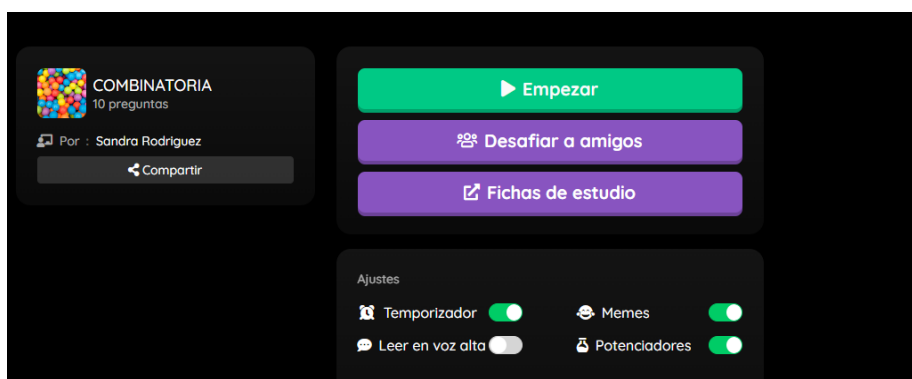 COMBINATORIA
10 preguntas
Por : Sandra Rodriguez
Compartir
Empezar
Desafiar a amigos
Fichas de estudio
Ajustes
Temporizador
Memes
Leer en voz alta
Potenciadores